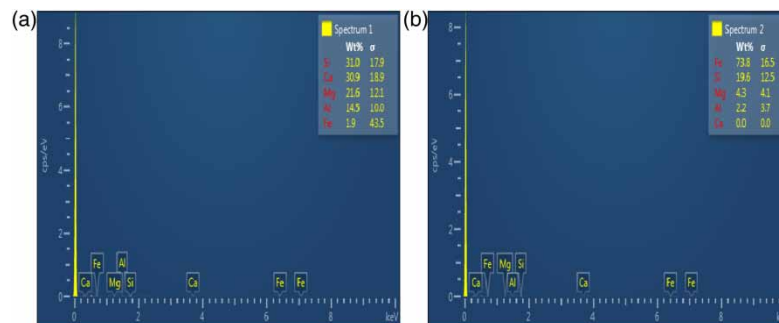 (a)
Spectrum 1
Wt% σ
Si 31.0 17.9
Ca 30.9 18.9
Mg 21.6 12.1
Al 14.5 10.0
Fe 1.9 43.5
cps/eV
8
6
4
2
0
Fe Al
Ca Mg Si Ca Fe Fe
0 2 4 6 8 keV
(b)
Spectrum 2
Wt% σ
Fe 73.8 16.5
Si 19.6 12.5
Mg 4.3 4.1
Al 2.2 3.7
Ca 0.0 0.0
cps/eV
8
6
4
2
0
Fe Mg Si
Ca Al Ca Fe Fe
0 2 4 6 8 ke